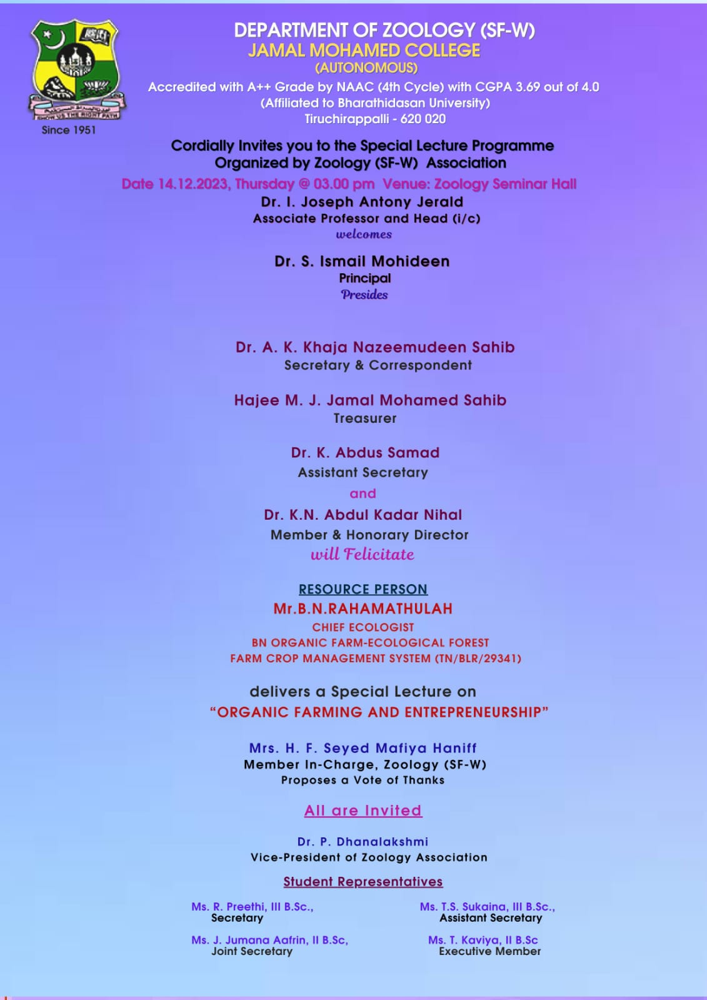 DEPARTMENT OF ZOOLOGY (SF-W)
JAMAL MOHAMED COLLEGE
(AUTONOMOUS)
Accredited with A++ Grade by NAAC (4th Cycle) with CGPA 3.69 out of 4.0
(Affiliated to Bharathidasan University)
Tiruchirappalli - 620 020
SHOW US THE RIGHT PATH
Since 1951
Cordially Invites you to the Special Lecture Programme
Organized by Zoology (SF-W) Association
Date 14.12.2023, Thursday @ 03.00 pm Venue: Zoology Seminar Hall
Dr. I. Joseph Antony Jerald
Associate Professor and Head (i/c)
welcomes
Dr. S. Ismail Mohideen
Principal
Presides
Dr. A. K. Khaja Nazeemudeen Sahib
Secretary & Correspondent
Hajee M. J. Jamal Mohamed Sahib
Treasurer
Dr. K. Abdus Samad
Assistant Secretary
and
Dr. K.N. Abdul Kadar Nihal
Member & Honorary Director
will Felicitate
RESOURCE PERSON
Mr.B.N.RAHAMATHULAH
CHIEF ECOLOGIST
BN ORGANIC FARM-ECOLOGICAL FOREST
FARM CROP MANAGEMENT SYSTEM (TN/BLR/29341)
delivers a Special Lecture on
“ORGANIC FARMING AND ENTREPRENEURSHIP”
Mrs. H. F. Seyed Mafiya Haniff
Member In-Charge, Zoology (SF-W)
Proposes a Vote of Thanks
All are Invited
Dr. P. Dhanalakshmi
Vice-President of Zoology Association
Student Representatives
Ms. R. Preethi, III B.Sc.,
Secretary
Ms. T.S. Sukaina, III B.Sc.,
Assistant Secretary
Ms. J. Jumana Aafrin, II B.Sc,
Joint Secretary
Ms. T. Kaviya, II B.Sc
Executive Member